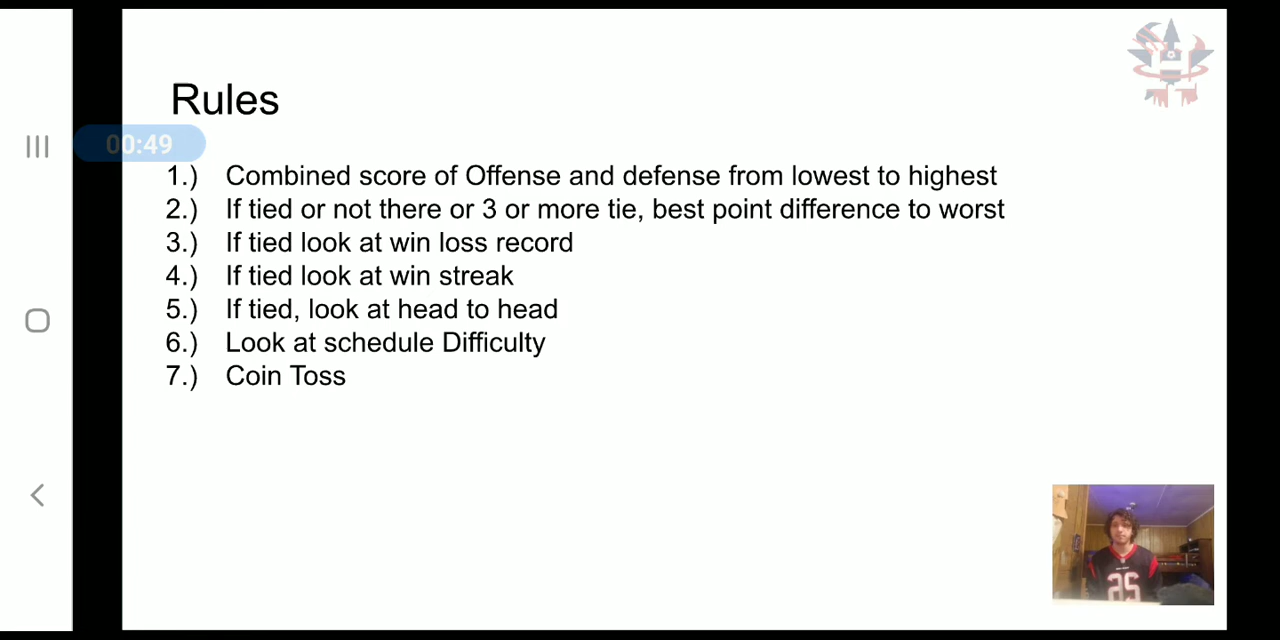 Rules
00:49
1.) Combined score of Offense and defense from lowest to highest
2.) If tied or not there or 3 or more tie, best point difference to worst
3.) If tied look at win loss record
4.) If tied look at win streak
5.) If tied, look at head to head
6.) Look at schedule Difficulty
7.) Coin Toss
25